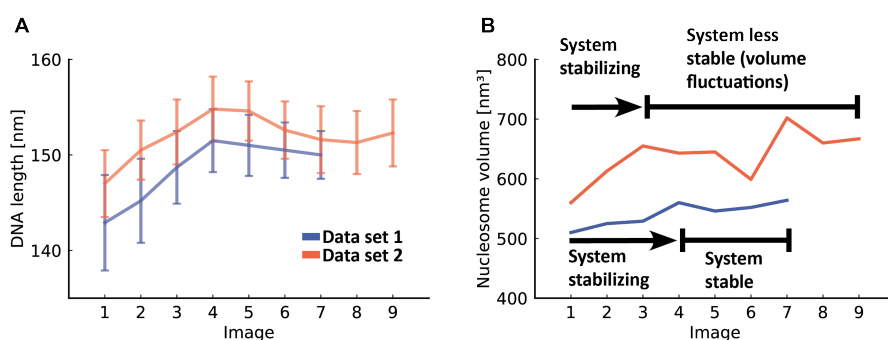 A
160
150
140
DNA length [nm]
Data set 1
Data set 2
1 2 3 4 5 6 7 8 9
Image
B
System
stabilizing
System less
stable (volume
fluctuations)
800
700
600
500
400
Nucleosome volume [nm³]
System
stabilizing
System
stable
1 2 3 4 5 6 7 8 9
Image